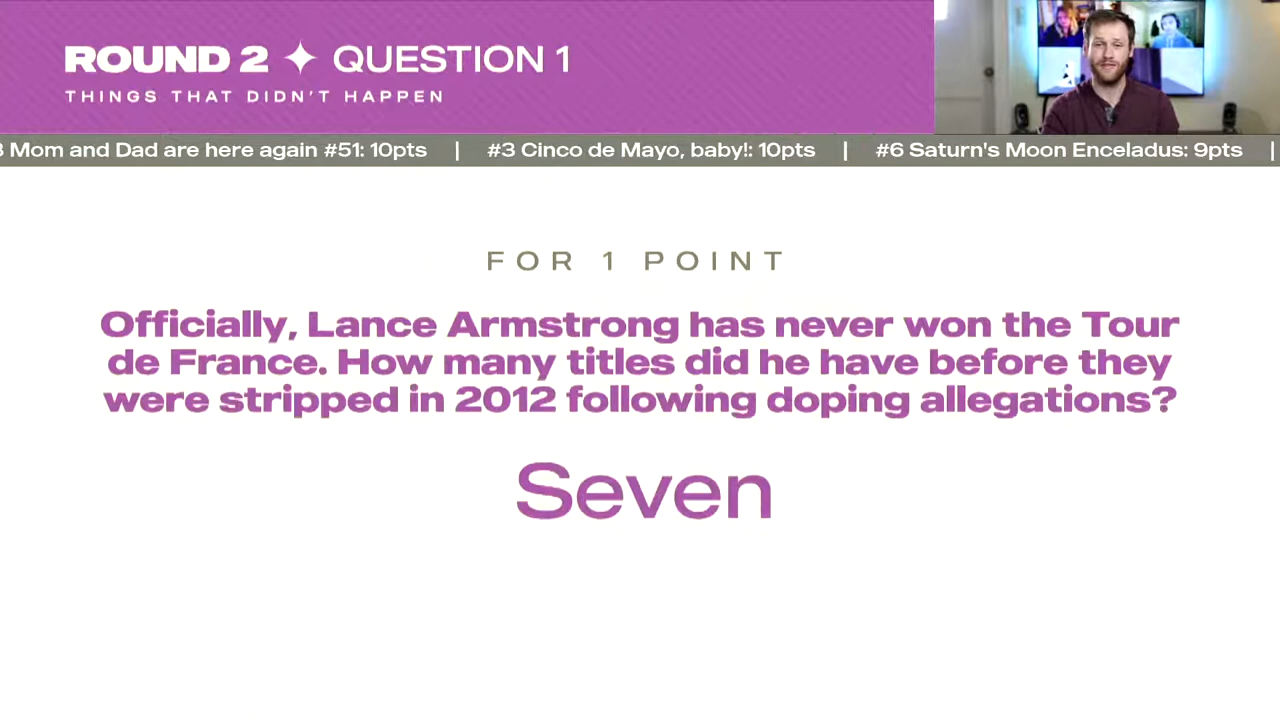 ROUND 2 ✦ QUESTION 1
THINGS THAT DIDN'T HAPPEN
Mom and Dad are here again #51: 10pts | #3 Cinco de Mayo, baby!: 10pts | #6 Saturn's Moon Enceladus: 9pts |
FOR 1 POINT
Officially, Lance Armstrong has never won the Tour
de France. How many titles did he have before they
were stripped in 2012 following doping allegations?
Seven